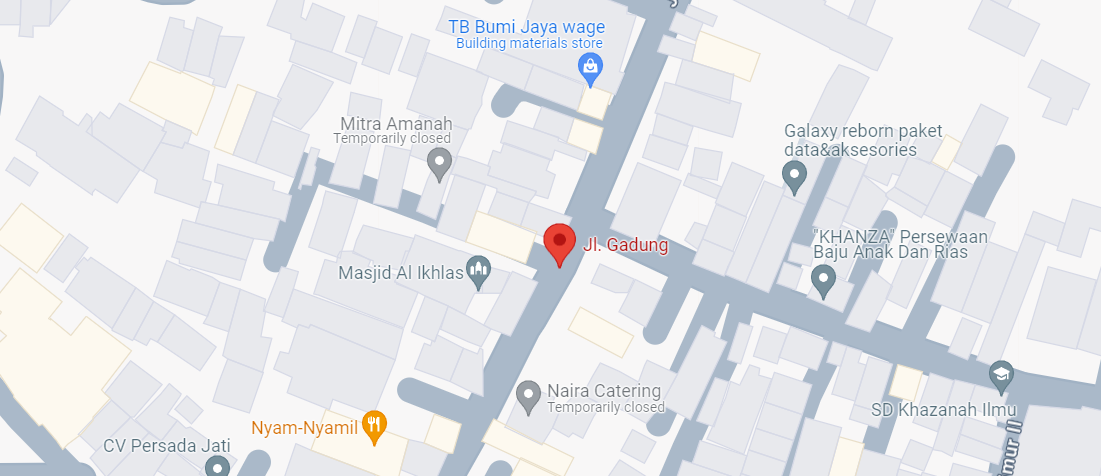 TB Bumi Jaya wage
Building materials store
Mitra Amanah
Temporarily closed
Galaxy reborn paket
data&aksesories
Jl. Gadung
"KHANZA" Persewaan
Baju Anak Dan Rias
Masjid Al Ikhlas
Naira Catering
Temporarily closed
SD Khazanah Ilmu
Nyam-Nyamil
CV Persada Jati